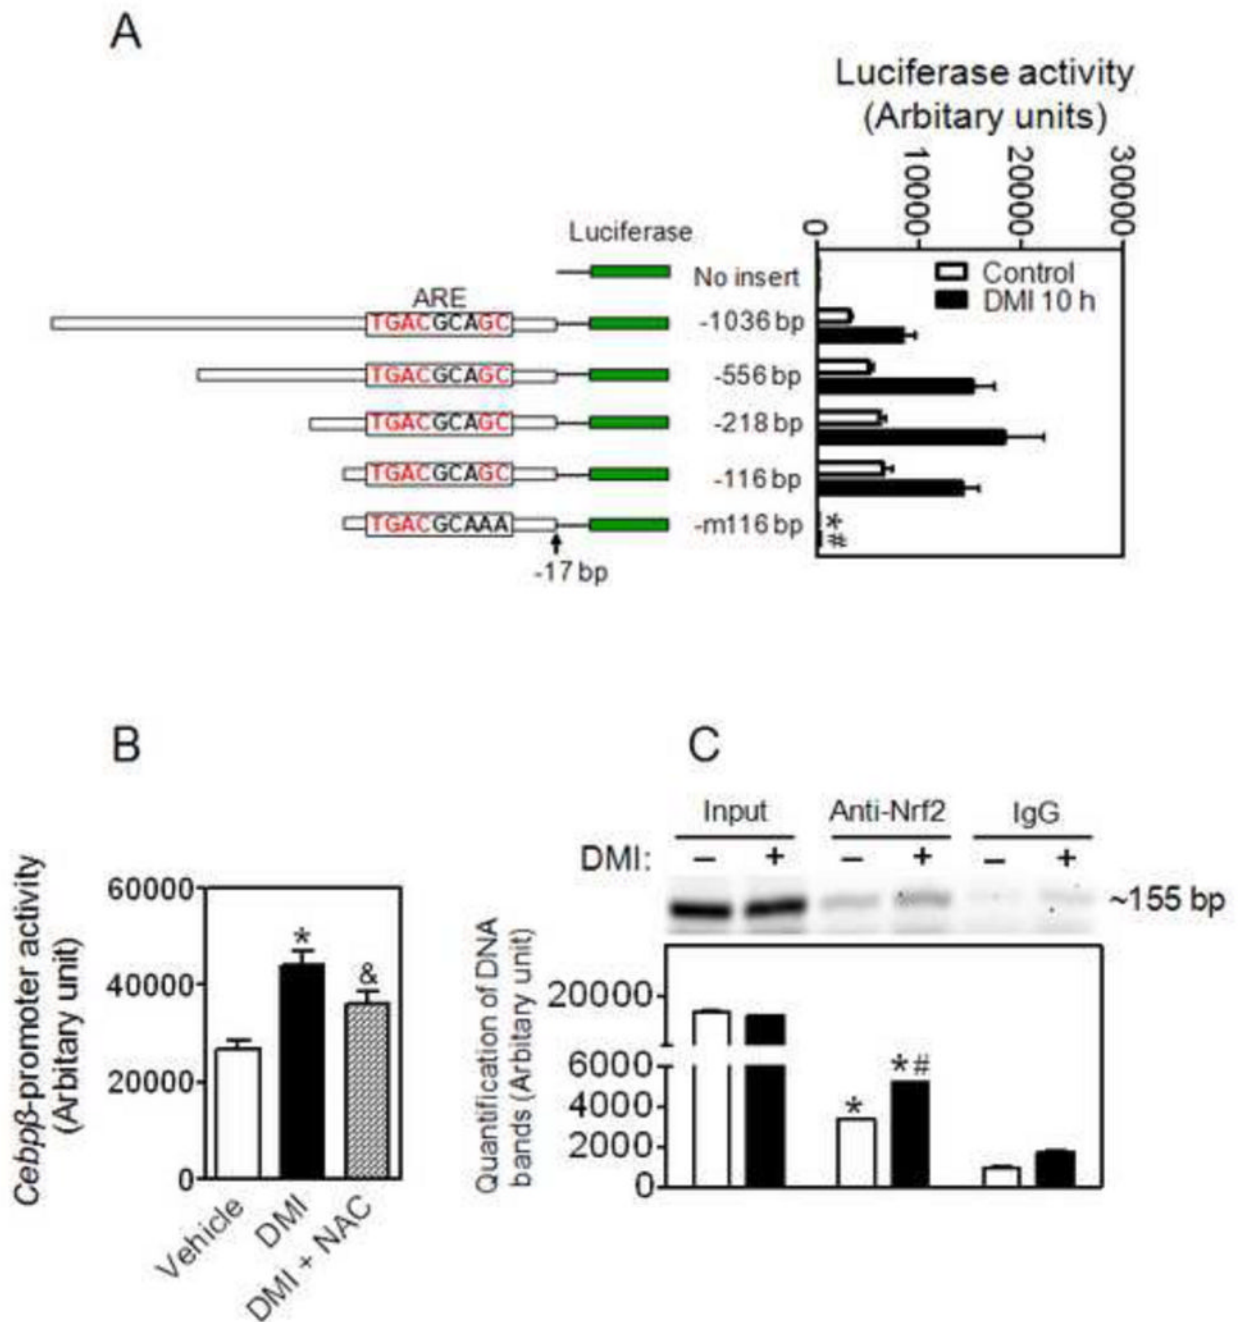 A
Luciferase activity
(Arbitary units)
0 10000 20000 30000
Luciferase
No insert
Control
DMI 10 h
ARE
TGACGCAGC
-1036 bp
TGACGCAGC
-556 bp
TGACGCAGC
-218 bp
TGACGCAGC
-116 bp
TGACGCAAA
-m116 bp
*
#
-17 bp
B
Cebpβ-promoter activity
(Arbitary unit)
60000
40000
20000
0
*
&
Vehicle
DMI
DMI + NAC
C
Input Anti-Nrf2 IgG
DMI: – + – + – +
~155 bp
Quantification of DNA
bands (Arbitary unit)
20000
6000
4000
2000
0
*
*#